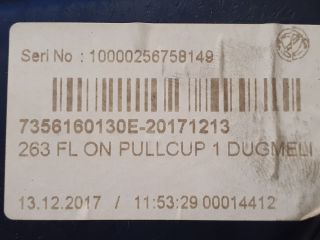 Seri No : 10000256758149
7356160130E-20171213
263 FL ON PULLCUP 1 DUGMELI
13.12.2017 / 11:53:29 00014412